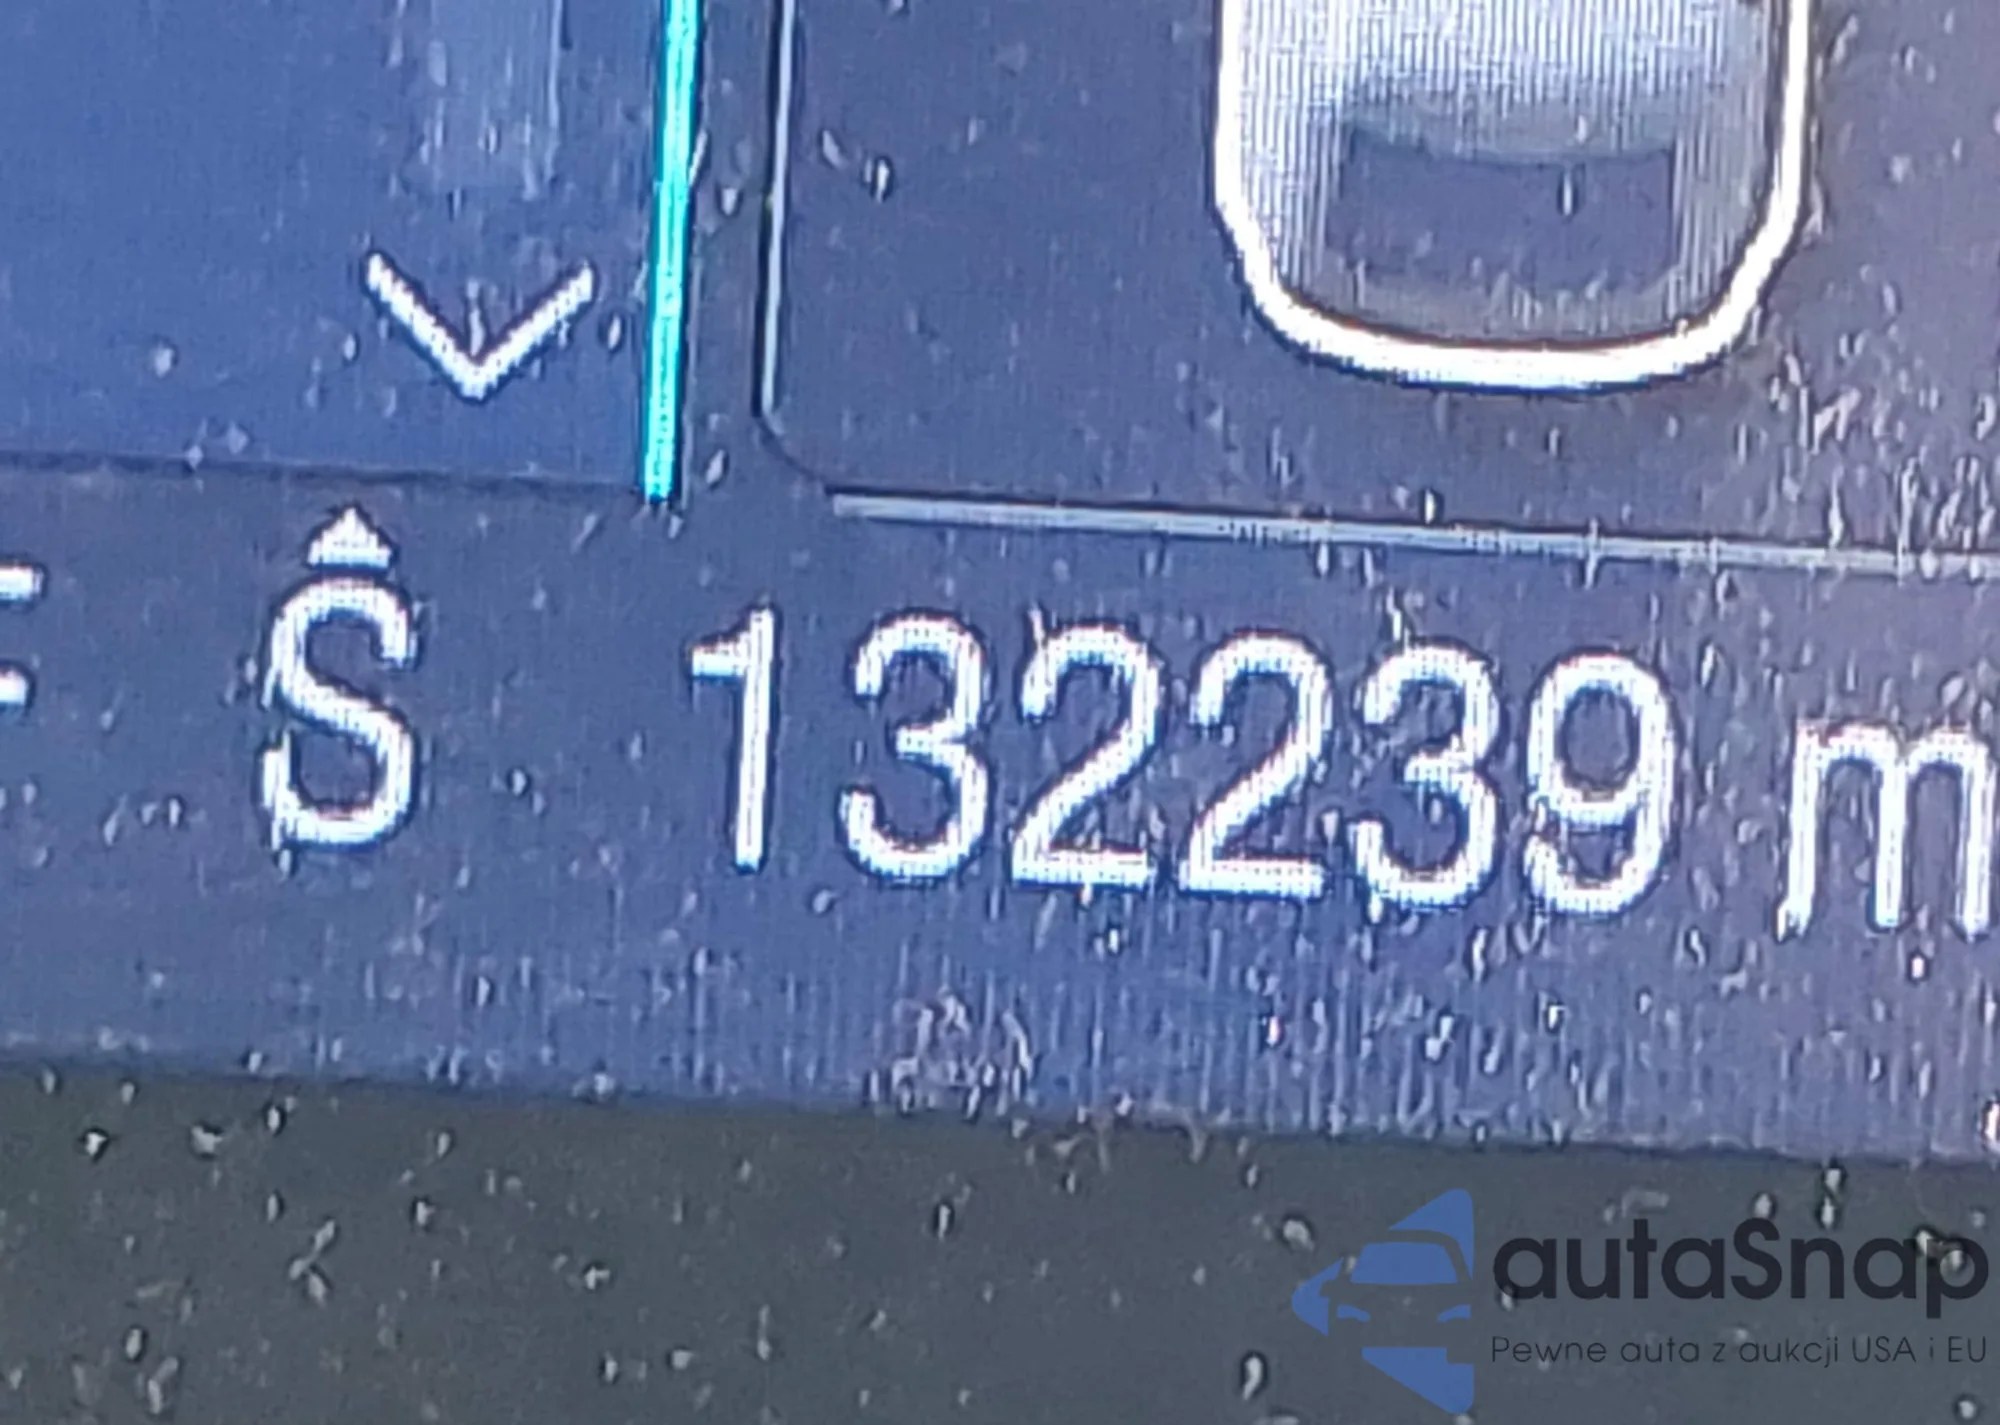 S 132239 m
autaSnap
Pewne auta z aukcji USA i EU